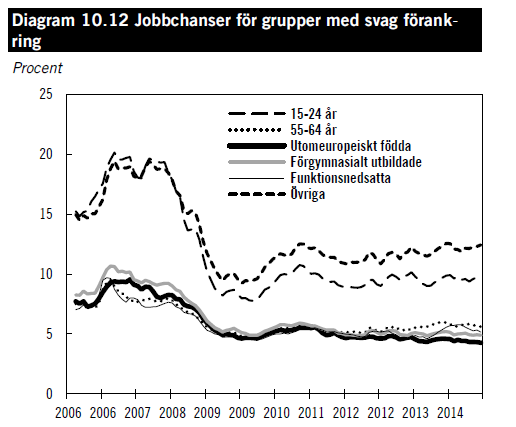 Diagram 10.12 Jobbchanser för grupper med svag förank-
ring
Procent
25
20
15
10
5
0
15-24 år
55-64 år
Utomeuropeiskt födda
Förgymnasialt utbildade
Funktionsnedsatta
Övriga
2006 2006 2007 2008 2009 2009 2010 2011 2012 2012 2013 2014